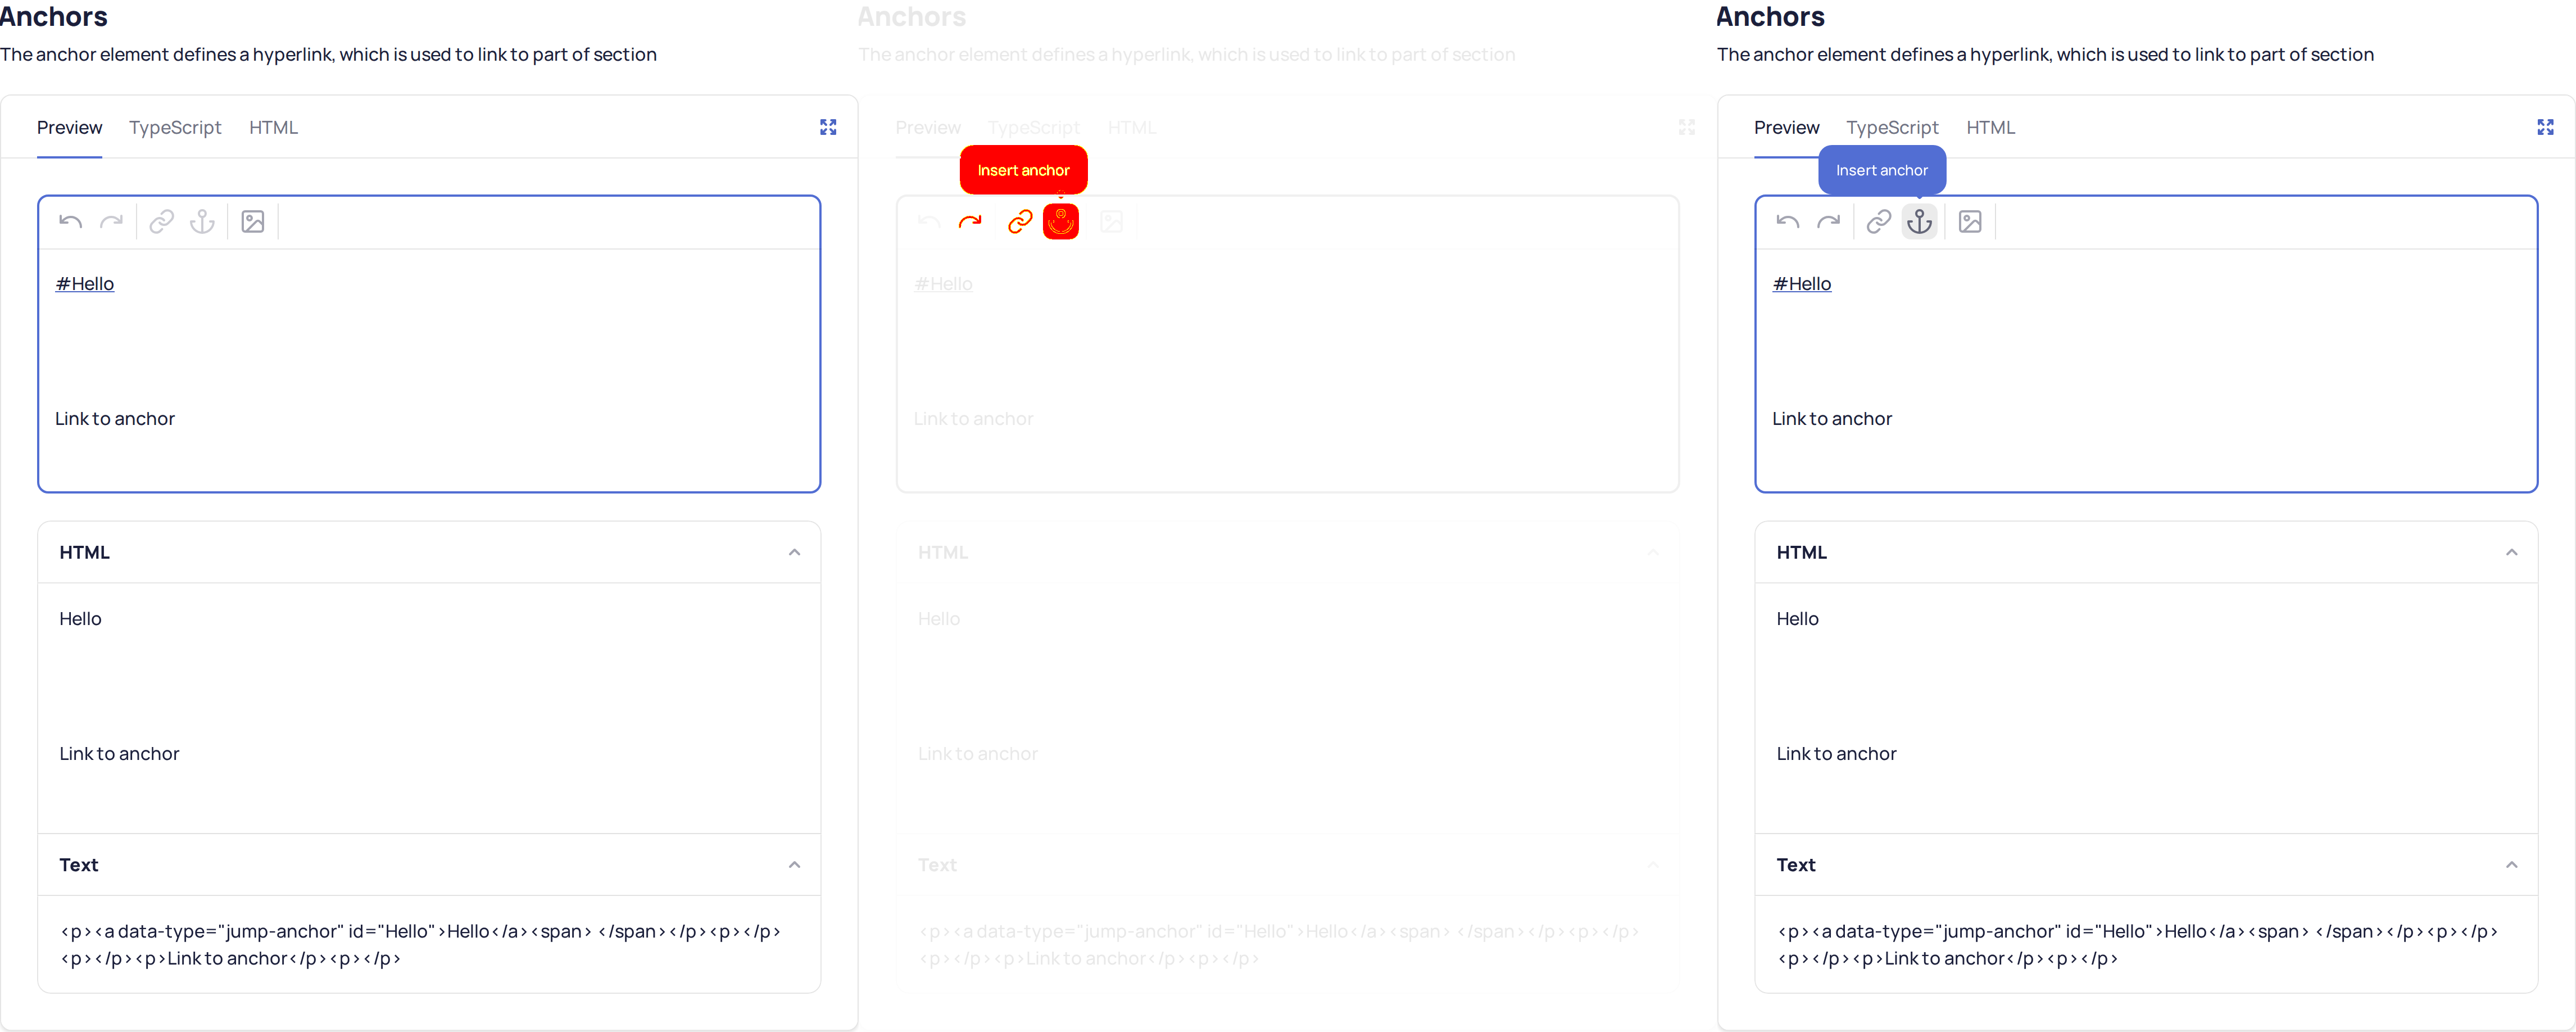 Anchors
The anchor element defines a hyperlink, which is used to link to part of section
Preview TypeScript HTML
#Hello
Link to anchor
HTML
Hello
Link to anchor
Text
<p><a data-type="jump-anchor" id="Hello">Hello</a><span> </span></p><p></p>
<p></p><p>Link to anchor</p><p></p>
Anchors
The anchor element defines a hyperlink, which is used to link to part of section
Preview TypeScript HTML
Insert anchor
#Hello
Link to anchor
HTML
Hello
Link to anchor
Text
<p><a data-type="jump-anchor" id="Hello">Hello</a><span> </span></p><p></p>
<p></p><p>Link to anchor</p><p></p>
Anchors
The anchor element defines a hyperlink, which is used to link to part of section
Preview TypeScript HTML
Insert anchor
#Hello
Link to anchor
HTML
Hello
Link to anchor
Text
<p><a data-type="jump-anchor" id="Hello">Hello</a><span> </span></p><p></p>
<p></p><p>Link to anchor</p><p></p>